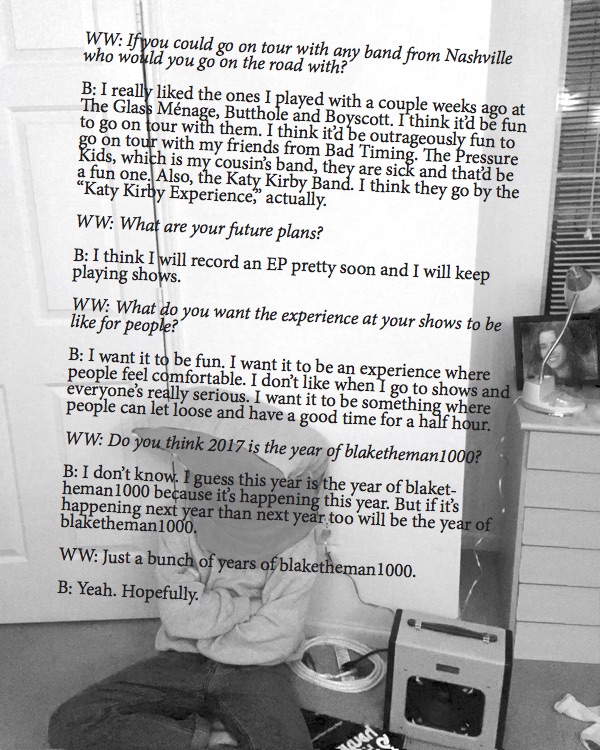 WW: If you could go on tour with any band from Nashville
who would you go on the road with?
B: I really liked the ones I played with a couple weeks ago at
The Glass Ménage, Butthole and Boyscott. I think it'd be fun
to go on tour with them. I think it'd be outrageously fun to
go on tour with my friends from Bad Timing. The Pressure
Kids, which is my cousin's band, they are sick and that'd be
a fun one. Also, the Katy Kirby Band. I think they go by the
“Katy Kirby Experience,” actually.
WW: What are your future plans?
B: I think I will record an EP pretty soon and I will keep
playing shows.
WW: What do you want the experience at your shows to be
like for people?
B: I want it to be fun. I want it to be an experience where
people feel comfortable. I don't like when I go to shows and
everyone's really serious. I want it to be something where
people can let loose and have a good time for a half hour.
WW: Do you think 2017 is the year of blaketheman1000?
B: I don't know. I guess this year is the year of blaket-
heman1000 because it's happening this year. But if it's
happening next year than next year too will be the year of
blaketheman1000.
WW: Just a bunch of years of blaketheman1000.
B: Yeah. Hopefully.